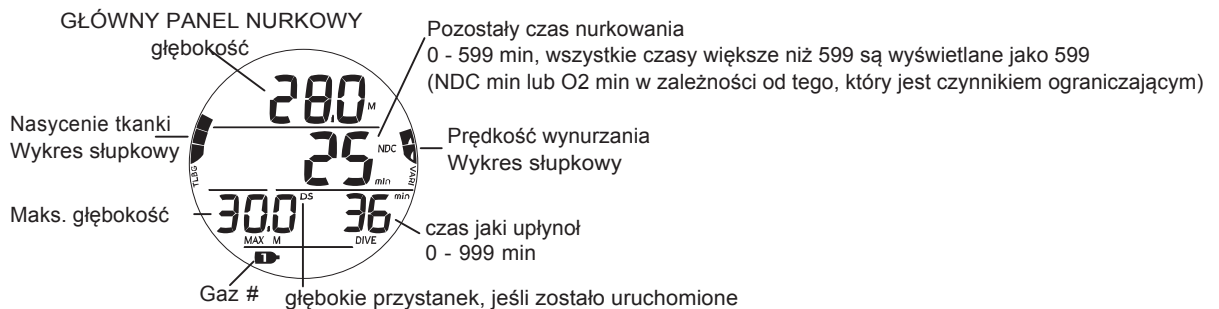 GŁÓWNY PANEL NURKOWY
głębokość
Pozostały czas nurkowania
0 - 599 min, wszystkie czasy większe niż 599 są wyświetlane jako 599
(NDC min lub O2 min w zależności od tego, który jest czynnikiem ograniczającym)
28.0 M
Nasycenie tkanki
Wykres słupkowy
TLBG
25 NDC
min
VARI
Prędkość wynurzania
Wykres słupkowy
Maks. głębokość
30.0 DS 36 min
MAX M DIVE
1
czas jaki upłynoł
0 - 999 min
Gaz #
głębokie przystanek, jeśli zostało uruchomione